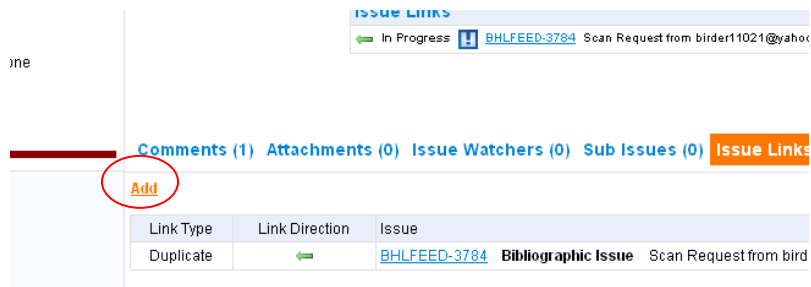 Issue Links
In Progress BHLFEED-3784 Scan Request from birder11021@yahoo
one
Comments (1) Attachments (0) Issue Watchers (0) Sub Issues (0) Issue Links
Add
Link Type Link Direction Issue
Duplicate BHLFEED-3784 Bibliographic Issue Scan Request from bird